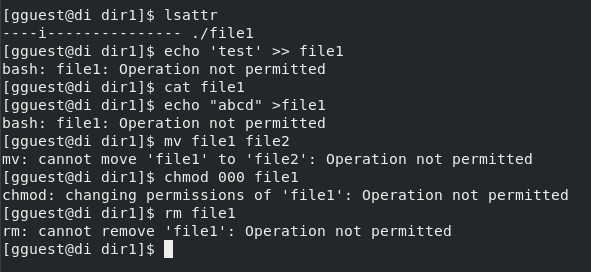 [gguest@di dir1]$ lsattr
----i--------------- ./file1
[gguest@di dir1]$ echo 'test' >> file1
bash: file1: Operation not permitted
[gguest@di dir1]$ cat file1
[gguest@di dir1]$ echo "abcd" >file1
bash: file1: Operation not permitted
[gguest@di dir1]$ mv file1 file2
mv: cannot move 'file1' to 'file2': Operation not permitted
[gguest@di dir1]$ chmod 000 file1
chmod: changing permissions of 'file1': Operation not permitted
[gguest@di dir1]$ rm file1
rm: cannot remove 'file1': Operation not permitted
[gguest@di dir1]$